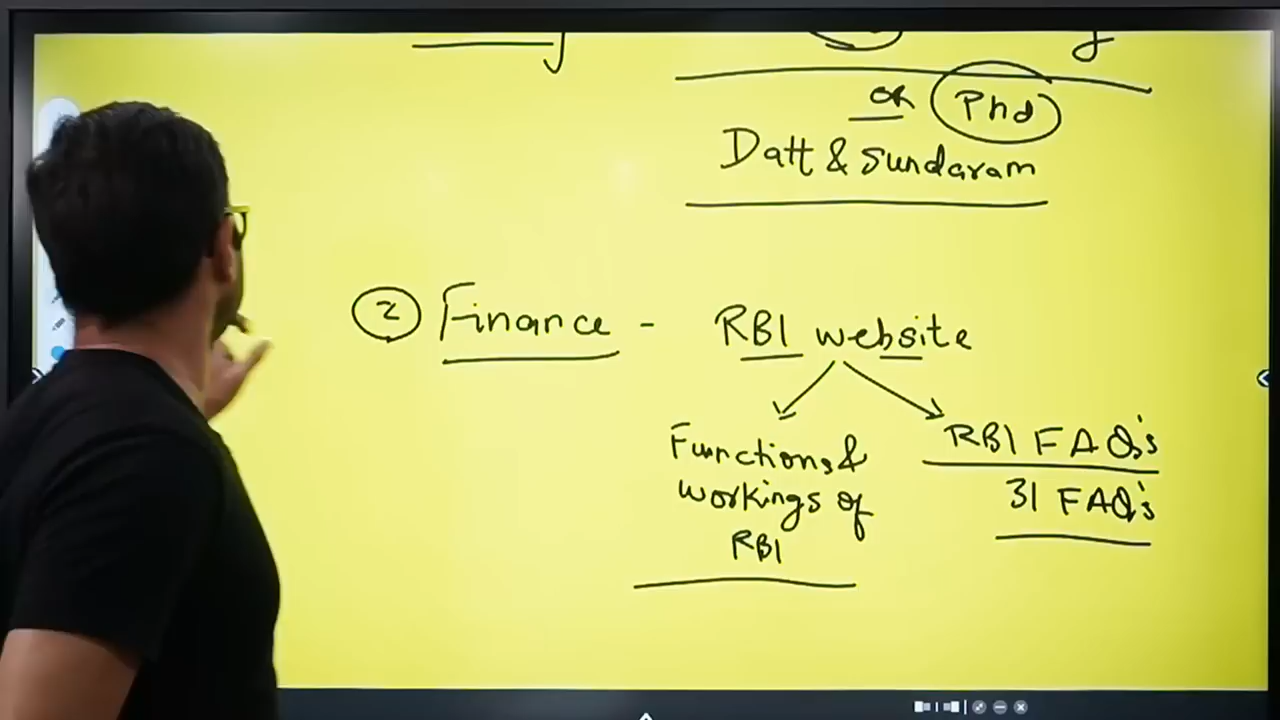 or Phd
Datt & Sundaram
2 Finance - RBI website
Functions & RBI FAQ's
workings of 31 FAQ's
RBI